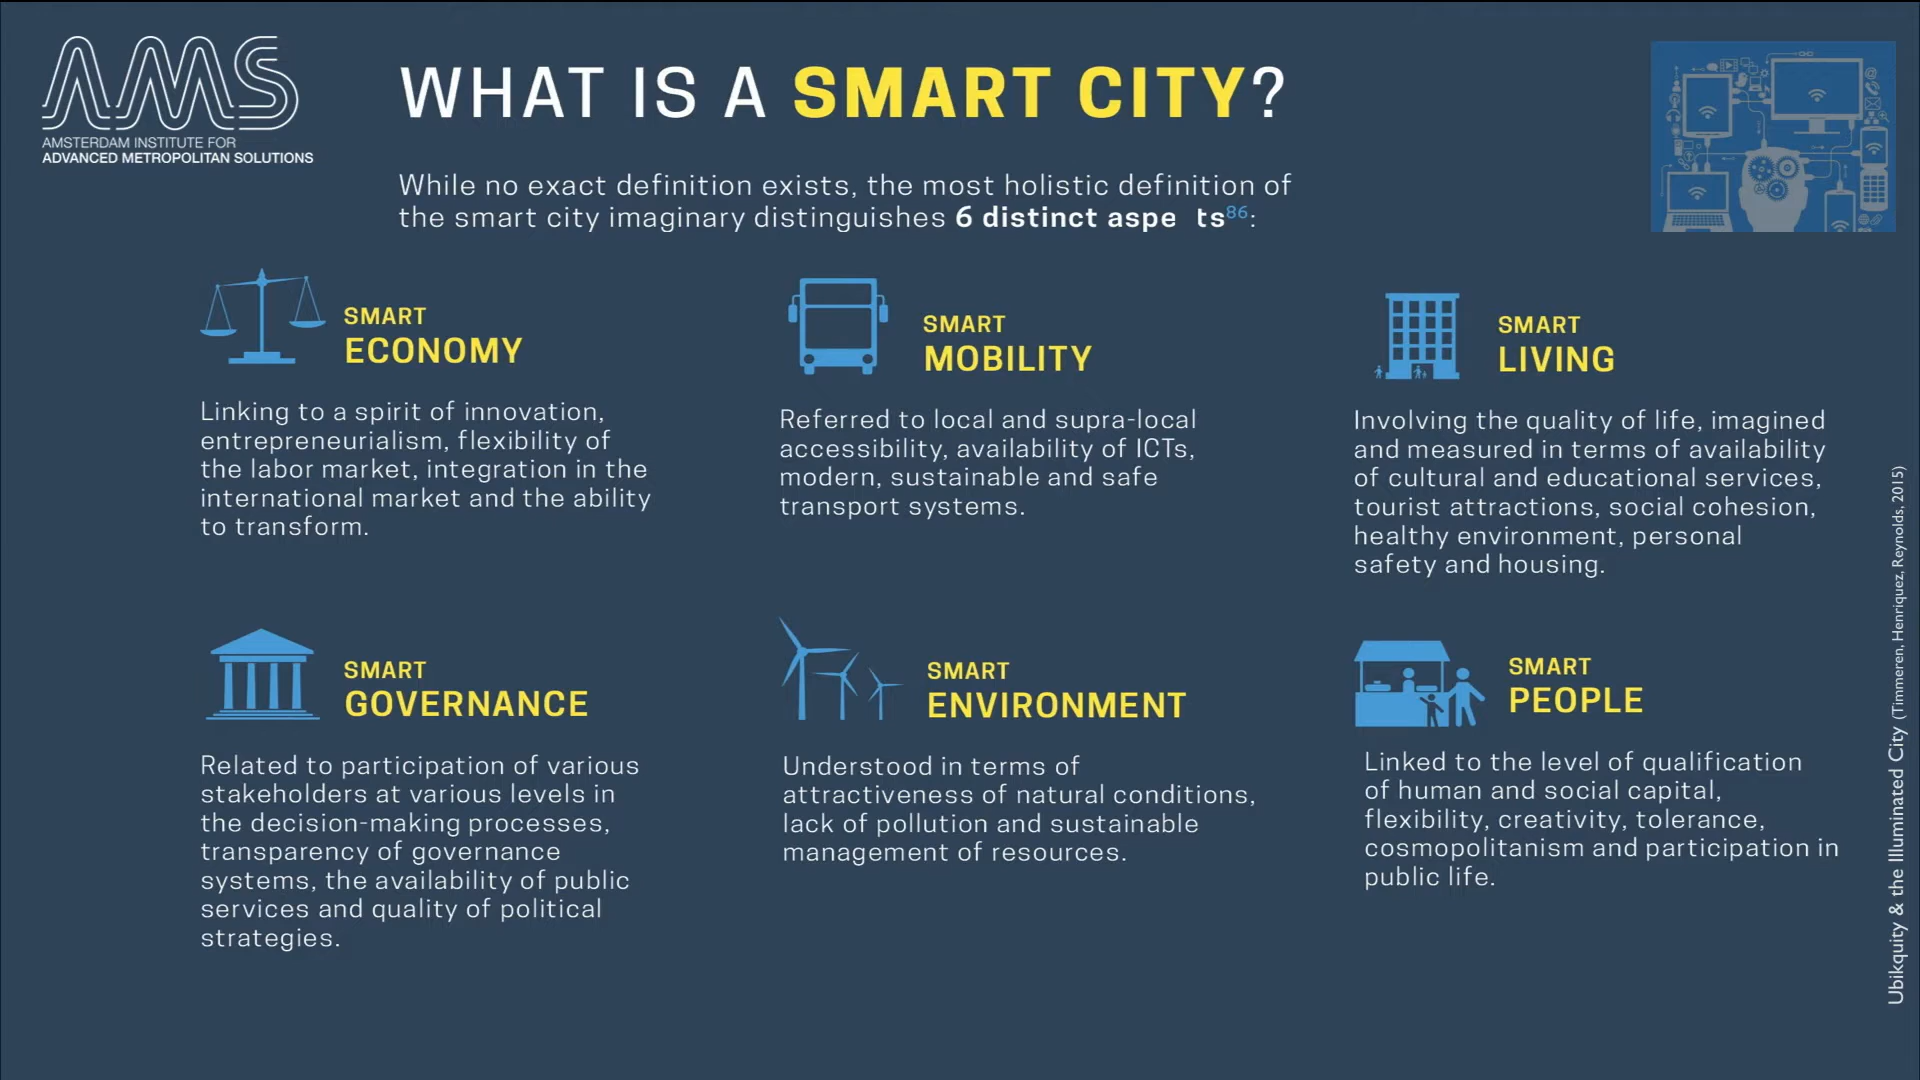 AMS
AMSTERDAM INSTITUTE FOR
ADVANCED METROPOLITAN SOLUTIONS
WHAT IS A SMART CITY?
While no exact definition exists, the most holistic definition of
the smart city imaginary distinguishes 6 distinct aspe ts86:
SMART
ECONOMY
Linking to a spirit of innovation,
entrepreneurialism, flexibility of
the labor market, integration in the
international market and the ability
to transform.
SMART
MOBILITY
Referred to local and supra-local
accessibility, availability of ICTs,
modern, sustainable and safe
transport systems.
SMART
LIVING
Involving the quality of life, imagined
and measured in terms of availability
of cultural and educational services,
tourist attractions, social cohesion,
healthy environment, personal
safety and housing.
SMART
GOVERNANCE
Related to participation of various
stakeholders at various levels in
the decision-making processes,
transparency of governance
systems, the availability of public
services and quality of political
strategies.
SMART
ENVIRONMENT
Understood in terms of
attractiveness of natural conditions,
lack of pollution and sustainable
management of resources.
SMART
PEOPLE
Linked to the level of qualification
of human and social capital,
flexibility, creativity, tolerance,
cosmopolitanism and participation in
public life.
Ubikquity & the Illuminated City (Timmeren, Henriquez, Reynolds, 2015)